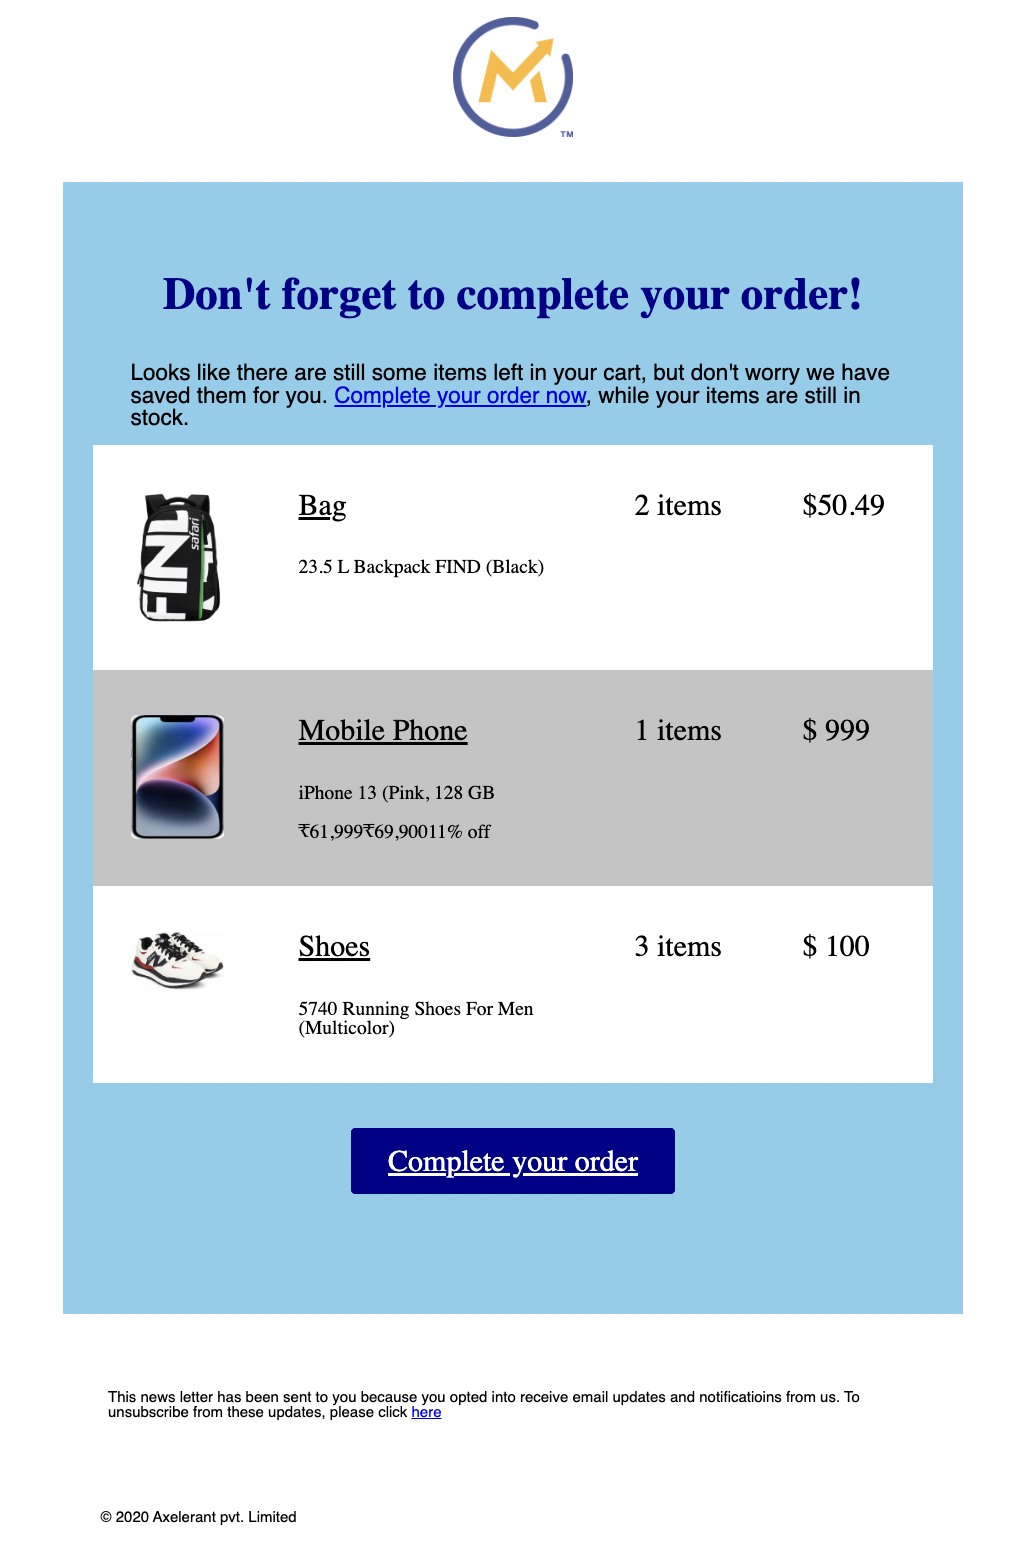 TM
Don't forget to complete your order!
Looks like there are still some items left in your cart, but don't worry we have
saved them for you. Complete your order now, while your items are still in
stock.
FINL
safari
Bag
2 items
$50.49
23.5 L Backpack FIND (Black)
Mobile Phone
1 items
$ 999
iPhone 13 (Pink, 128 GB
₹61,999₹69,90011% off
Shoes
3 items
$ 100
5740 Running Shoes For Men
(Multicolor)
Complete your order
This news letter has been sent to you because you opted into receive email updates and notificatioins from us. To
unsubscribe from these updates, please click here
© 2020 Axelerant pvt. Limited